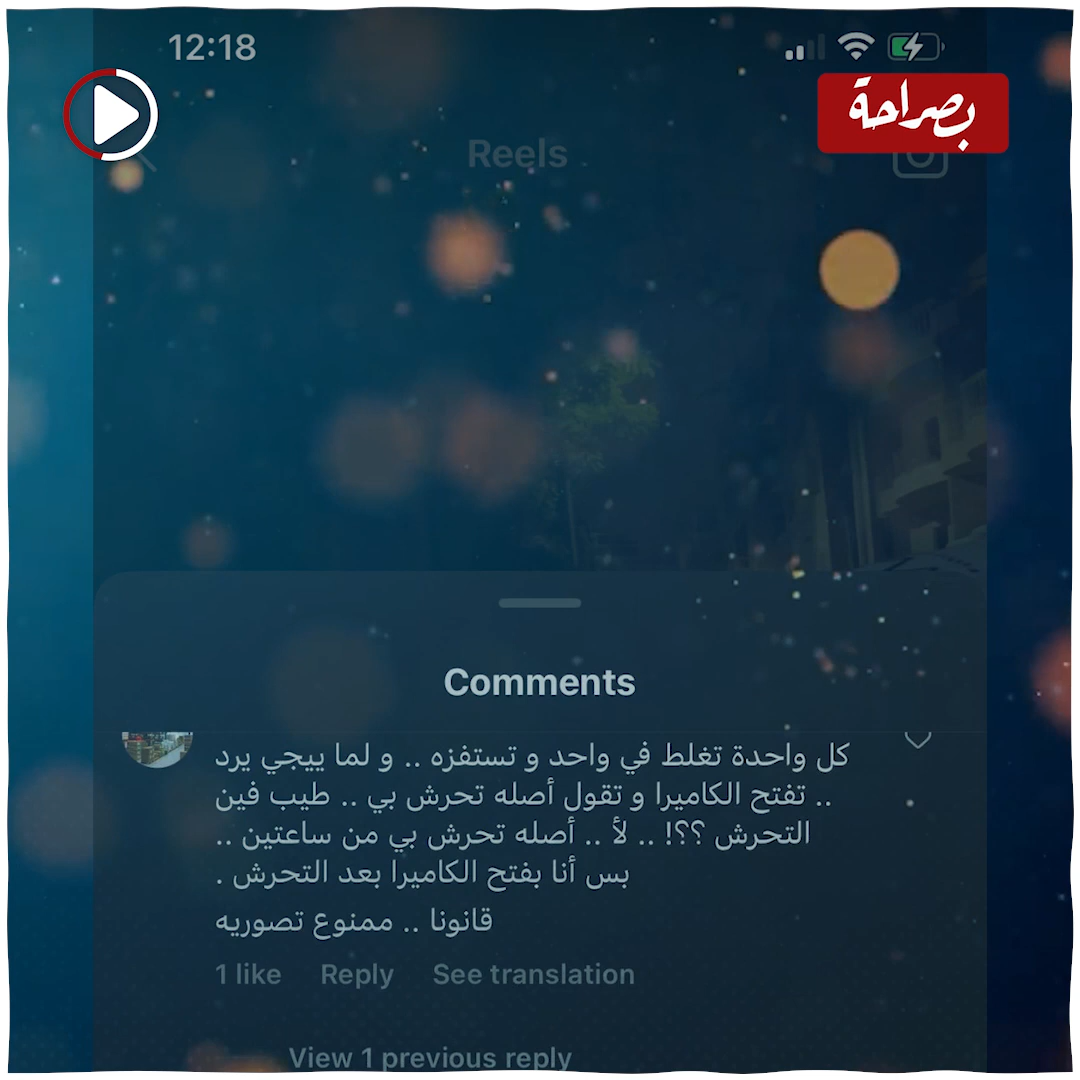 12:18
بصراحة
Reels
Comments
كل واحدة تغلط في واحد و تستفزه .. و لما ييجي يرد
.. تفتح الكاميرا و تقول أصله تحرش بي .. طيب فين
التحرش ؟؟! .. لأ .. أصله تحرش بي من ساعتين ..
بس أنا بفتح الكاميرا بعد التحرش .
قانونا .. ممنوع تصوريه
1 like Reply See translation
View 1 previous reply